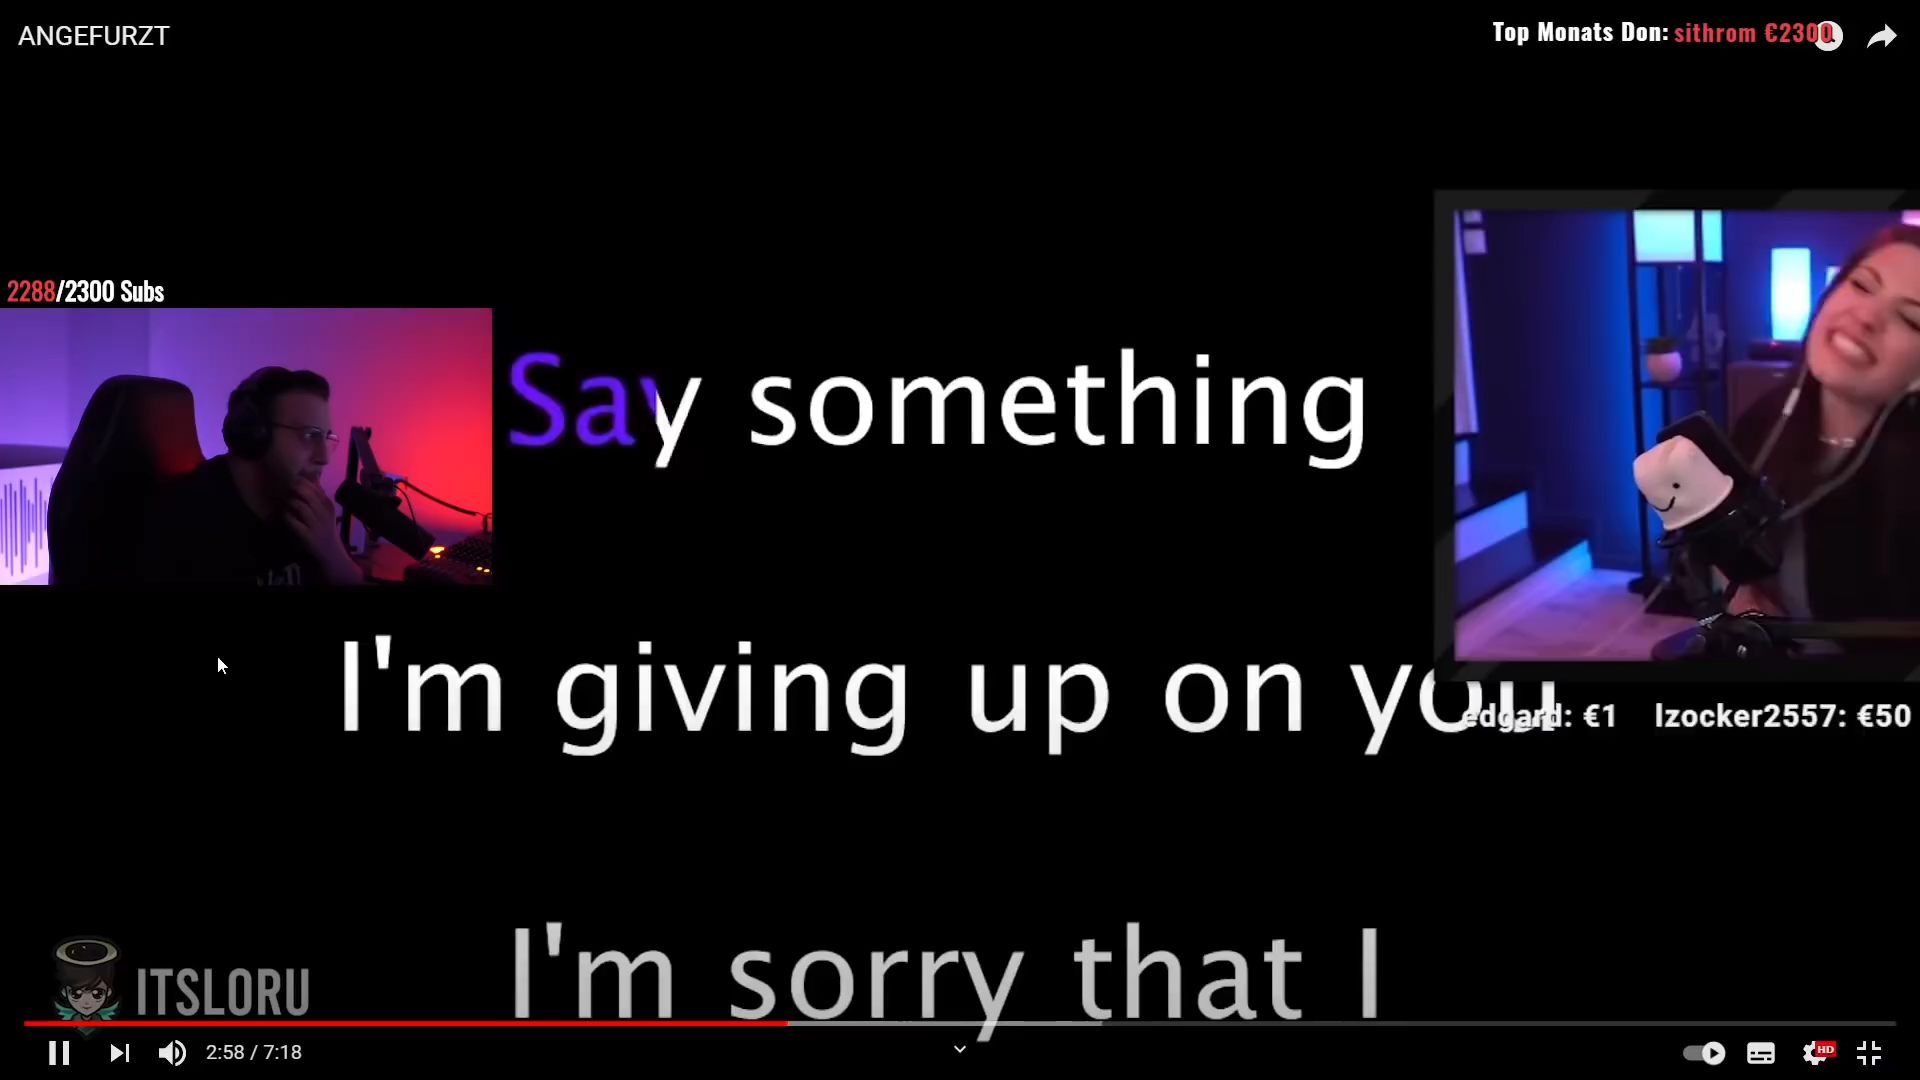 ANGEFURZT
Top Monats Don: sithrom €2300
2288/2300 Subs
Say something
I'm giving up on you
edgard: €1 lzocker2557: €50
I'm sorry that I
ITSLORU
2:58 / 7:18
HD